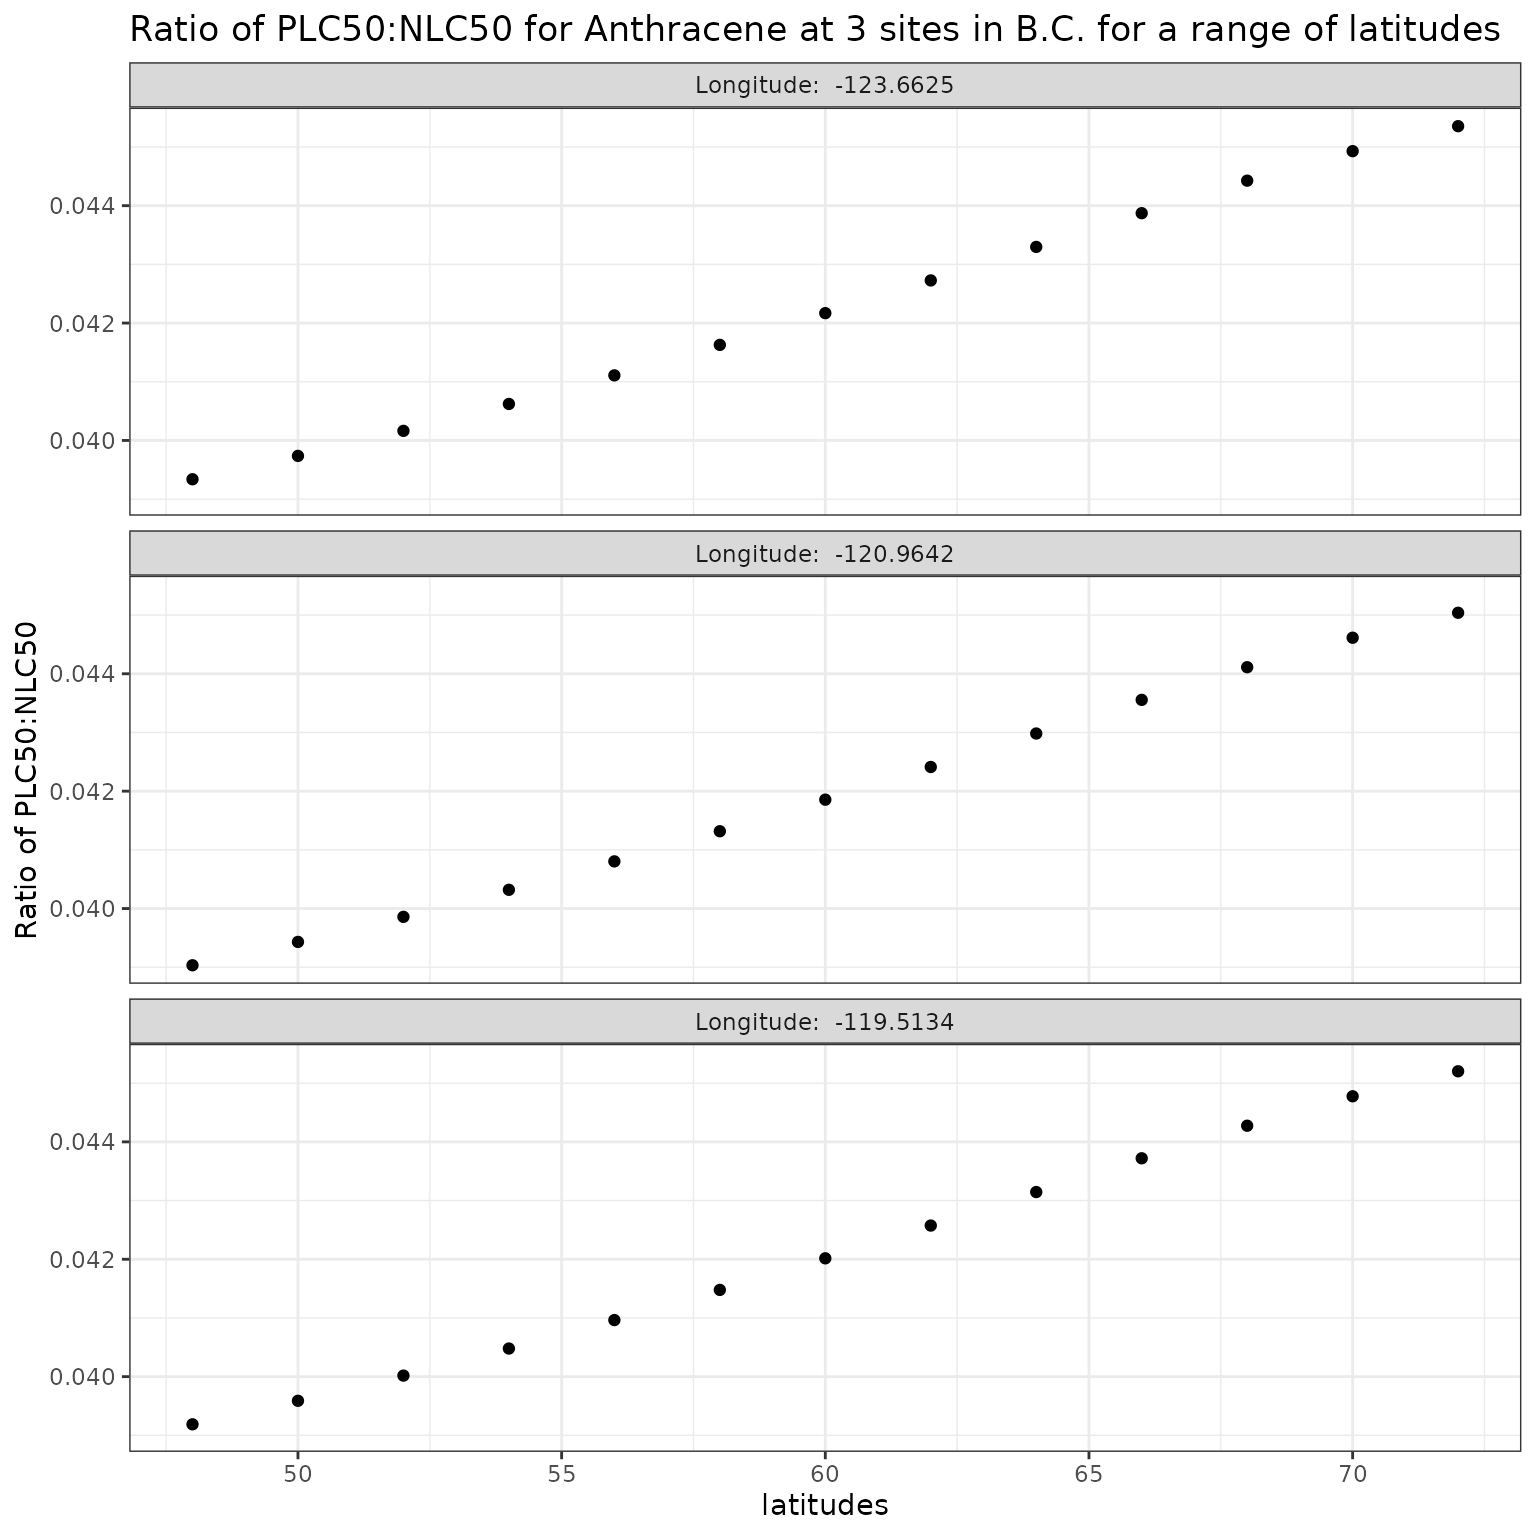 Ratio of PLC50:NLC50 for Anthracene at 3 sites in B.C. for a range of latitudes
Longitude:  -123.6625
0.044
0.042
0.040
Longitude:  -120.9642
0.044
0.042
0.040
Ratio of PLC50:NLC50
Longitude:  -119.5134
0.044
0.042
0.040
50 55 60 65 70
latitudes